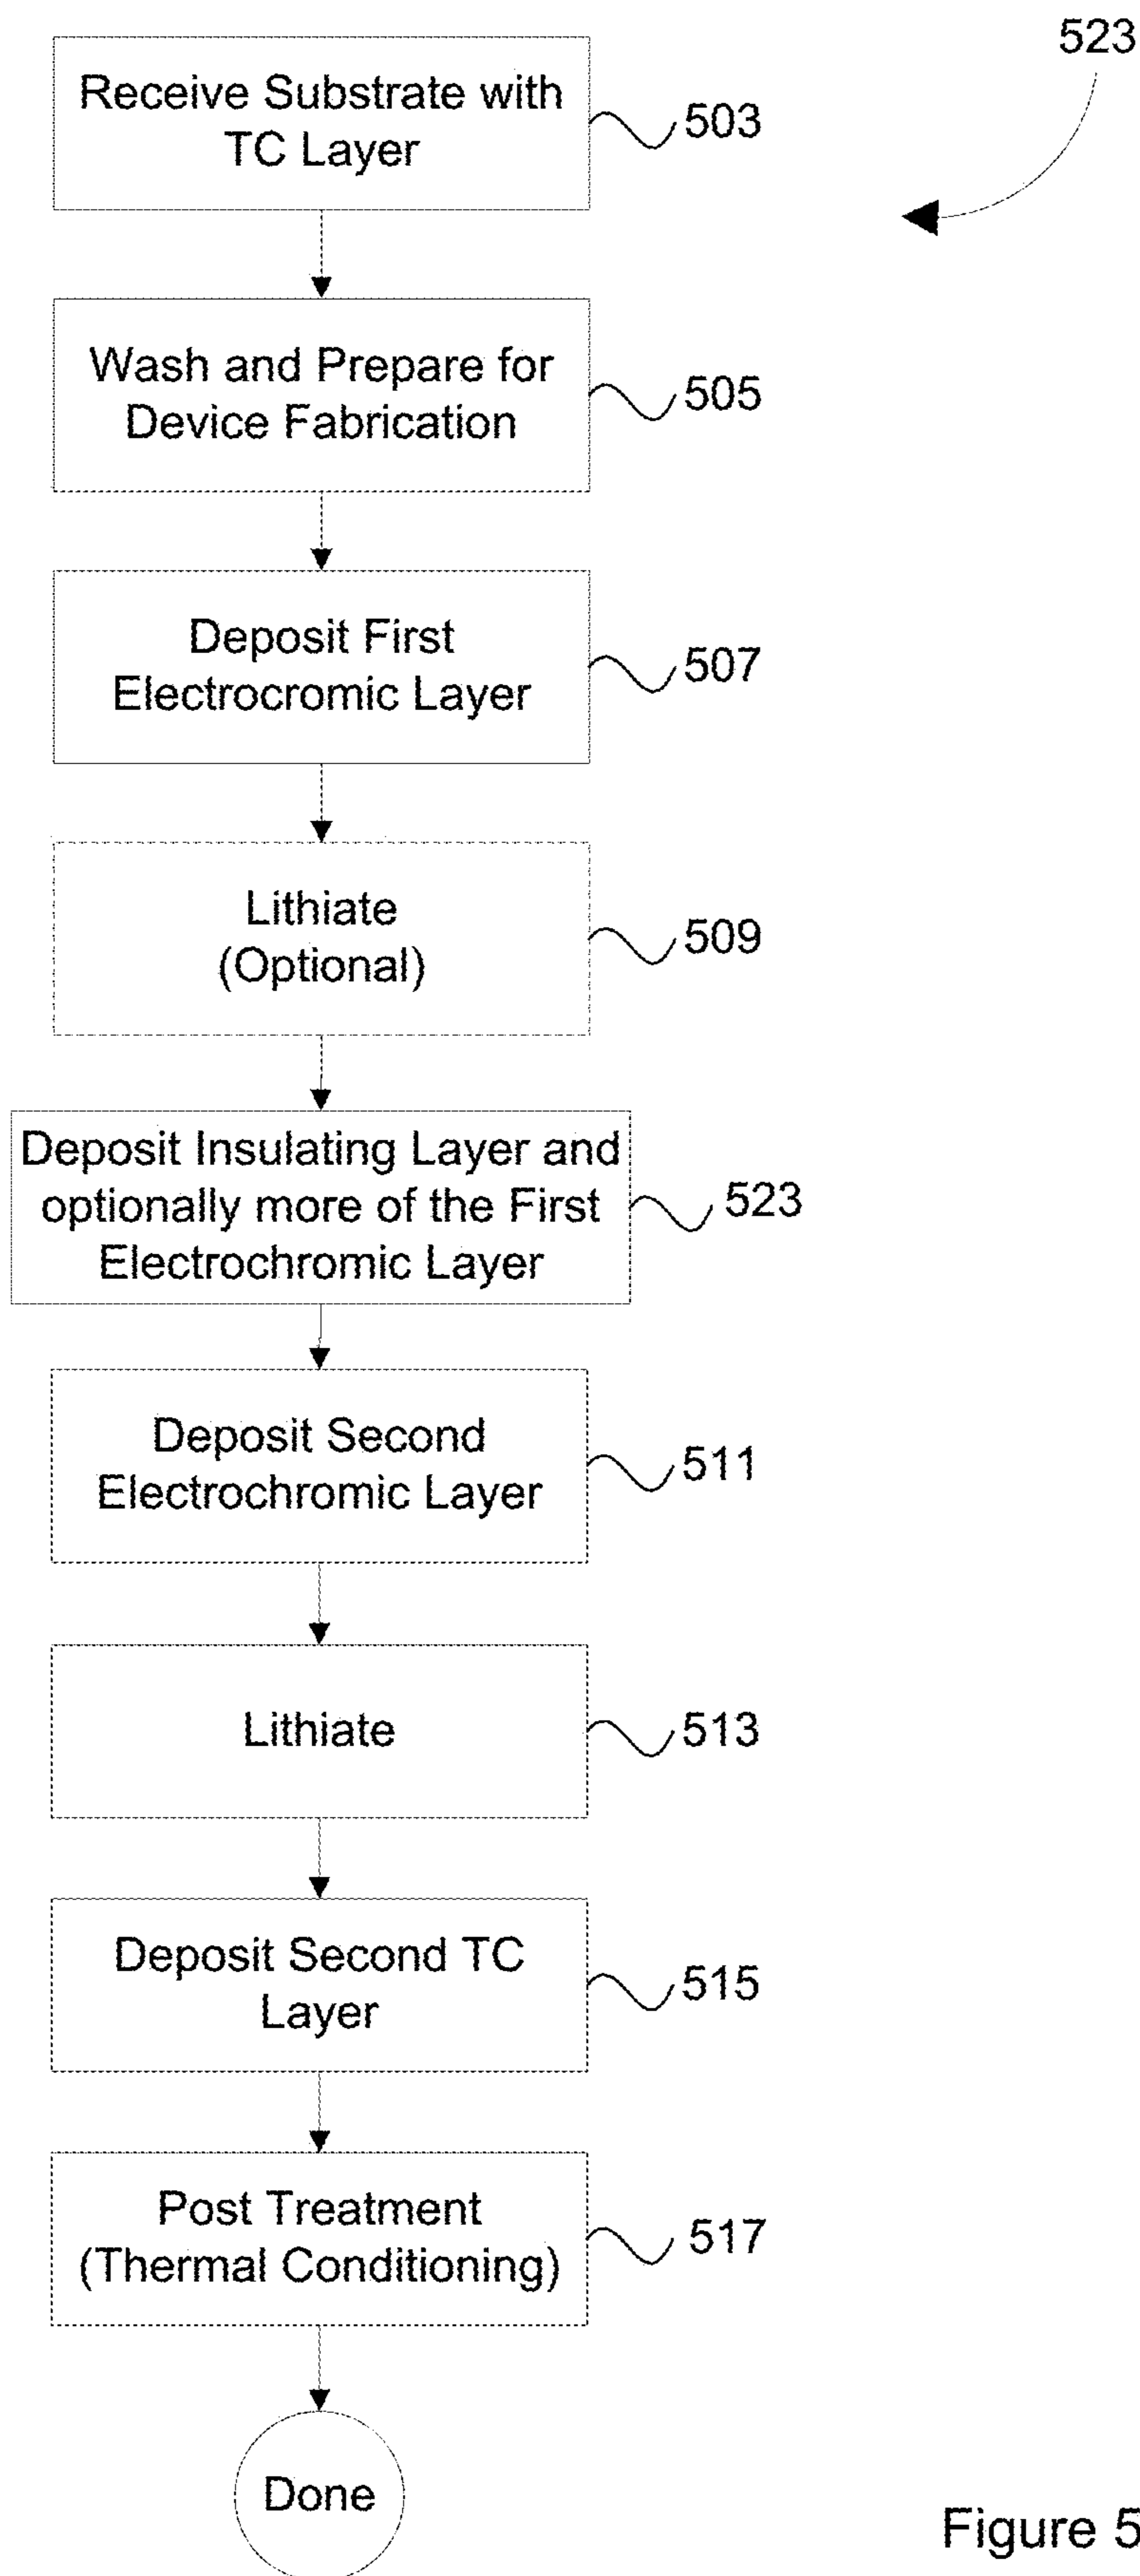 523
Receive Substrate with
TC Layer
503
Wash and Prepare for
Device Fabrication
505
Deposit First
Electrocromic Layer
507
Lithiate
(Optional)
509
Deposit Insulating Layer and
optionally more of the First
Electrochromic Layer
523
Deposit Second
Electrochromic Layer
511
Lithiate
513
Deposit Second TC
Layer
515
Post Treatment
(Thermal Conditioning)
517
Done
Figure 5